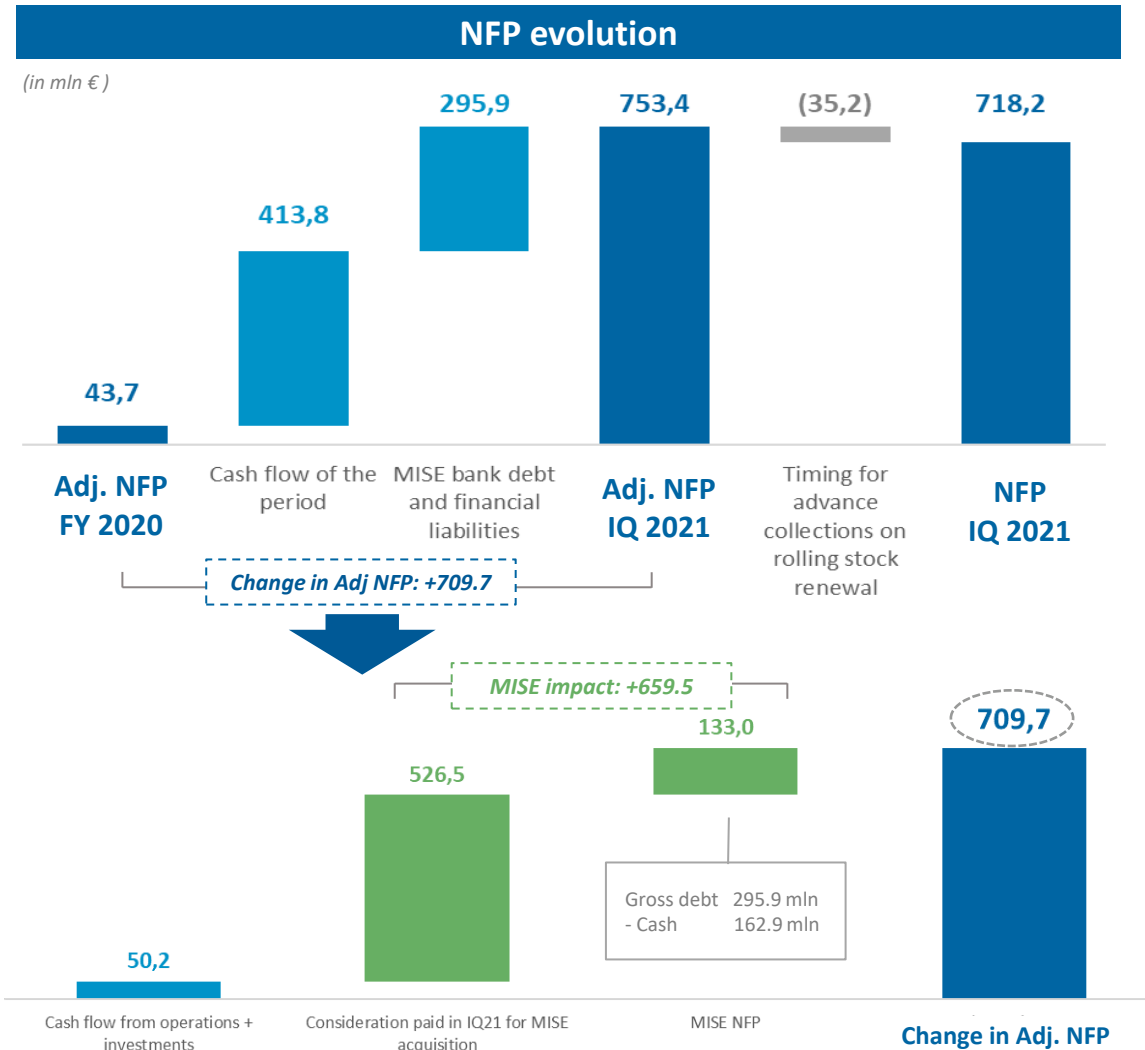 NFP evolution
(in mln € )
295,9
753,4
(35,2)
718,2
413,8
43,7
Adj. NFP
FY 2020
Cash flow of the
period
MISE bank debt
and financial
liabilities
Adj. NFP
IQ 2021
Timing for
advance
collections on
rolling stock
renewal
NFP
IQ 2021
Change in Adj NFP: +709.7
MISE impact: +659.5
709,7
133,0
526,5
Gross debt 295.9 mln
- Cash 162.9 mln
50,2
Cash flow from operations +
investments
Consideration paid in IQ21 for MISE
acquisition
MISE NFP
Change in Adj. NFP